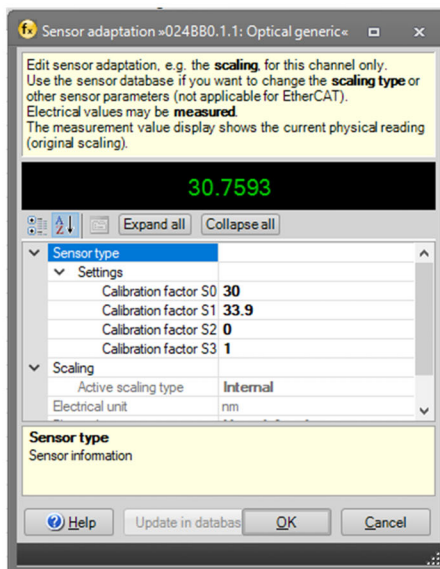 Sensor adaptation »024BB0.1.1: Optical generic«
Edit sensor adaptation, e.g. the scaling, for this channel only.
Use the sensor database if you want to change the scaling type or
other sensor parameters (not applicable for EtherCAT).
Electrical values may be measured.
The measurement value display shows the current physical reading
(original scaling).
30.7593
Expand all Collapse all
Sensor type
Settings
Calibration factor S0 30
Calibration factor S1 33.9
Calibration factor S2 0
Calibration factor S3 1
Scaling
Active scaling type Internal
Electrical unit nm
Sensor type
Sensor information
Help Update in databas OK Cancel